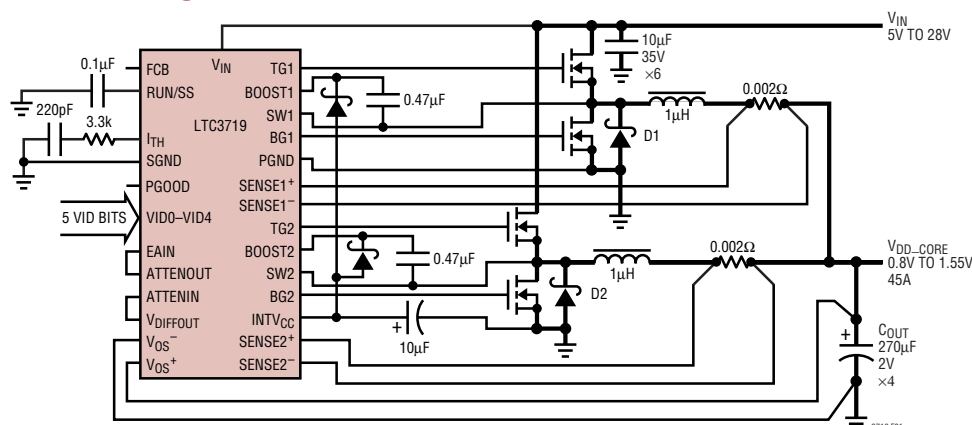 V_IN
5V TO 28V
10µF
35V
×6
0.1µF
220pF
3.3k
5 VID BITS
LTC3719
V_IN
FCB
RUN/SS
I_TH
SGND
PGOOD
VID0–VID4
EAIN
ATTENOUT
ATTENIN
V_DIFFOUT
V_OS–
V_OS+
TG1
BOOST1
SW1
BG1
PGND
SENSE1+
SENSE1–
TG2
BOOST2
SW2
BG2
INTV_CC
SENSE2+
SENSE2–
0.47µF
1µH
0.002Ω
D1
0.47µF
10µF
+
1µH
0.002Ω
D2
V_DD_CORE
0.8V TO 1.55V
45A
+
C_OUT
270µF
2V
×4